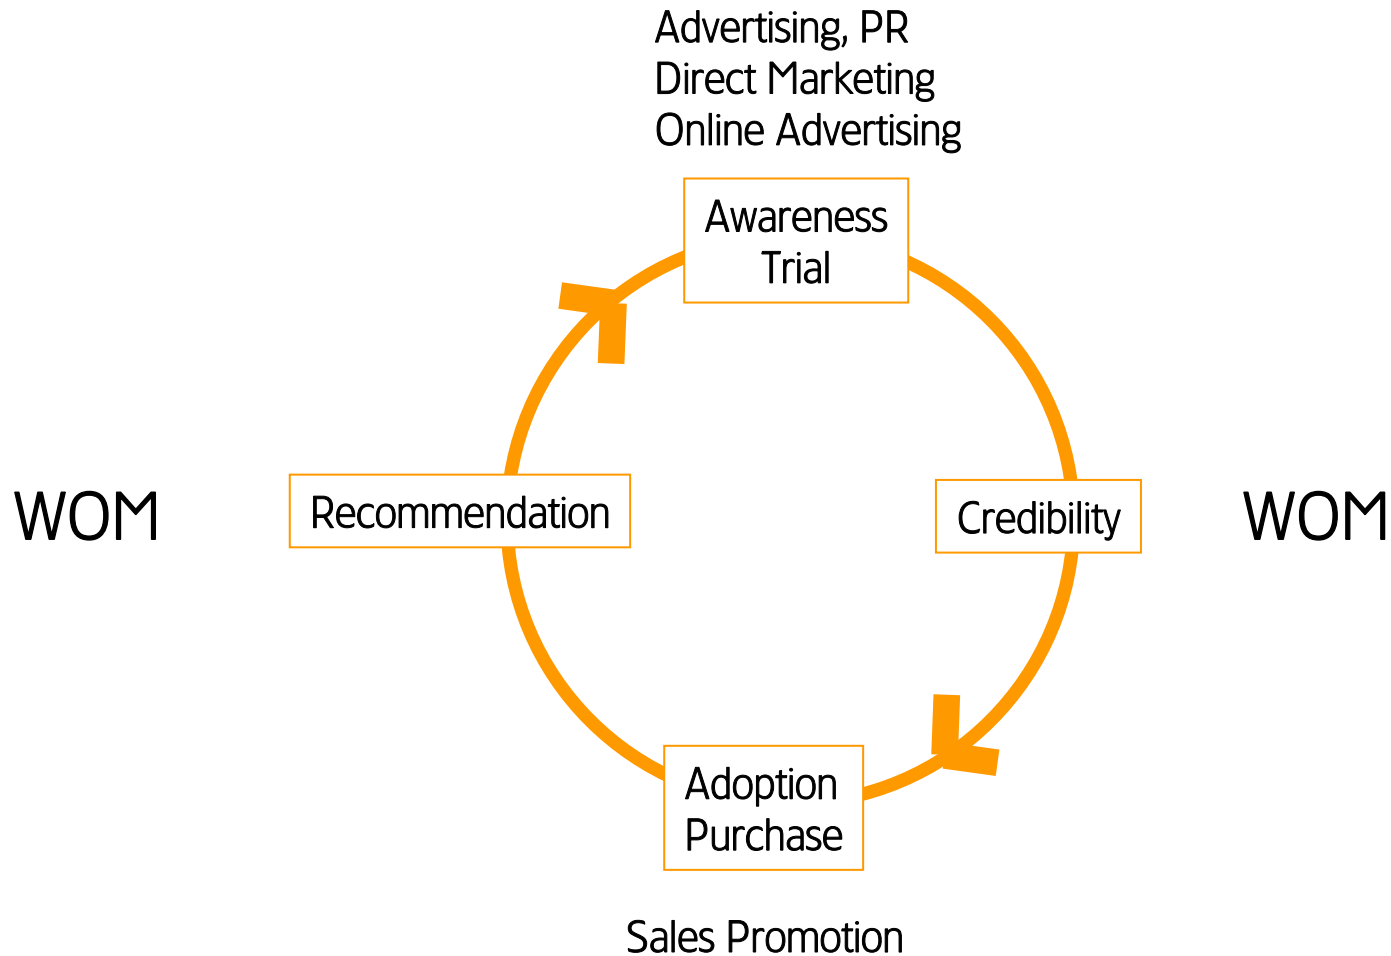 Advertising, PR
Direct Marketing
Online Advertising
Awareness
Trial
WOM
Recommendation
Credibility
WOM
Adoption
Purchase
Sales Promotion